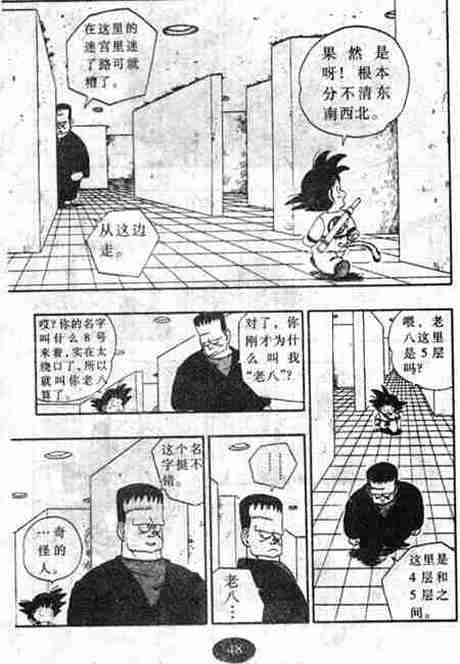 果然是
呀！根本
分不清东
南西北。
在这里的
迷宫里迷
了路可就
糟了。
从这边
走。
喂，老
八这里
是5层
吗？
这里是
4层和
5层之
间。
对了，你
刚才为什
么叫我
“老八”？
哎？你的名字
叫什么8号
来着，实在太
绕口了，所以
就叫你老八
算了。
………
老八…
这个名
字挺不
错。
…奇
怪的
人。
48